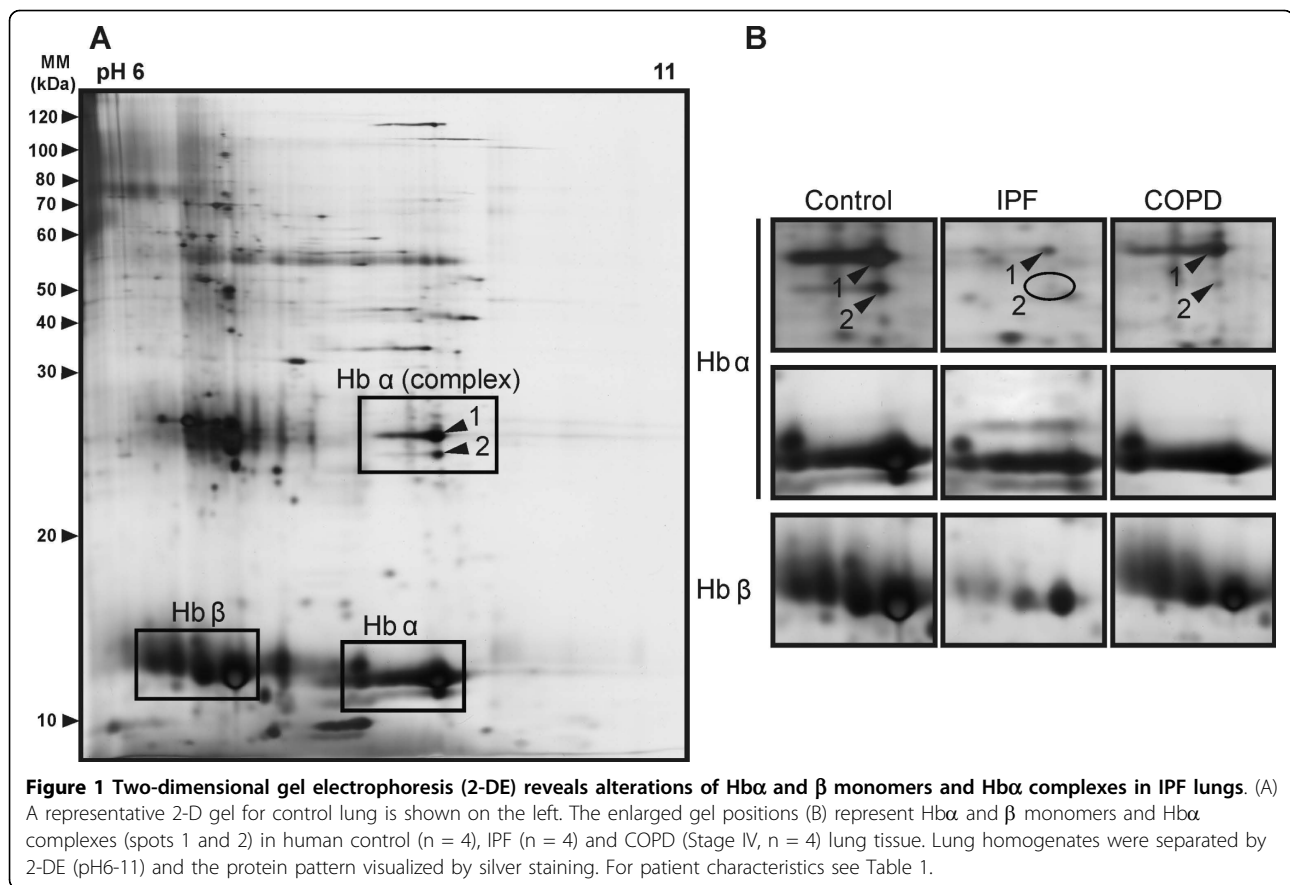 A
B
MM
(kDa)
pH 6
11
120
100
80
70
60
50
40
30
20
10
Hb α (complex)
1
2
Hb β
Hb α
Control
IPF
COPD
1
2
1
2
1
2
Hb α
Hb β
Figure 1 Two-dimensional gel electrophoresis (2-DE) reveals alterations of Hbα and β monomers and Hbα complexes in IPF lungs. (A)
A representative 2-D gel for control lung is shown on the left. The enlarged gel positions (B) represent Hbα and β monomers and Hbα
complexes (spots 1 and 2) in human control (n = 4), IPF (n = 4) and COPD (Stage IV, n = 4) lung tissue. Lung homogenates were separated by
2-DE (pH6-11) and the protein pattern visualized by silver staining. For patient characteristics see Table 1.